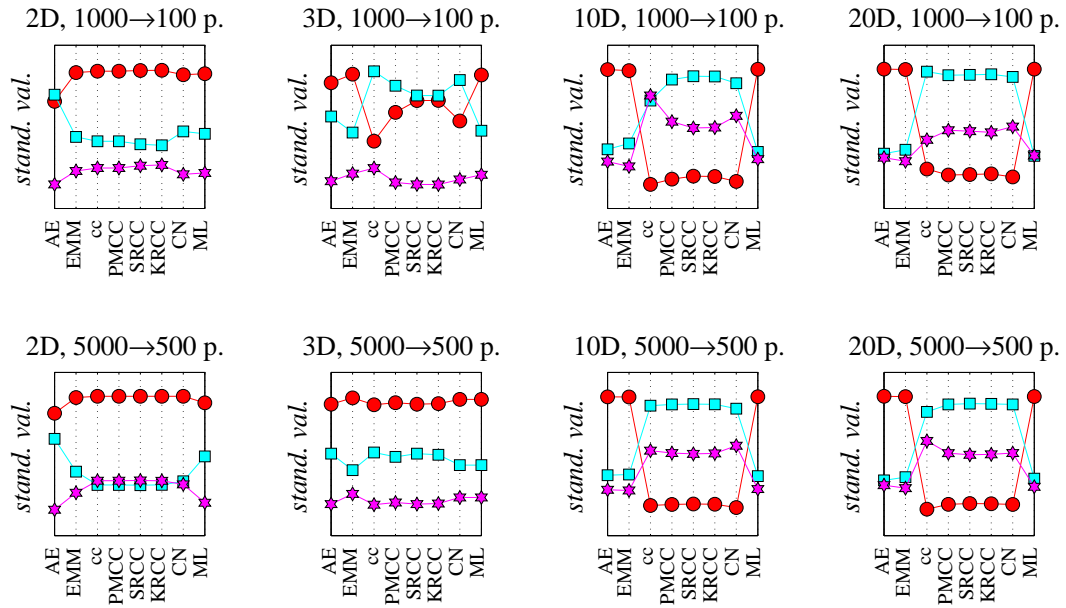 2D, 1000→100 p.
3D, 1000→100 p.
10D, 1000→100 p.
20D, 1000→100 p.
stand. val.
stand. val.
stand. val.
stand. val.
AE
EMM
cc
PMCC
SRCC
KRCC
CN
ML
AE
EMM
cc
PMCC
SRCC
KRCC
CN
ML
AE
EMM
cc
PMCC
SRCC
KRCC
CN
ML
AE
EMM
cc
PMCC
SRCC
KRCC
CN
ML
2D, 5000→500 p.
3D, 5000→500 p.
10D, 5000→500 p.
20D, 5000→500 p.
stand. val.
stand. val.
stand. val.
stand. val.
AE
EMM
cc
PMCC
SRCC
KRCC
CN
ML
AE
EMM
cc
PMCC
SRCC
KRCC
CN
ML
AE
EMM
cc
PMCC
SRCC
KRCC
CN
ML
AE
EMM
cc
PMCC
SRCC
KRCC
CN
ML